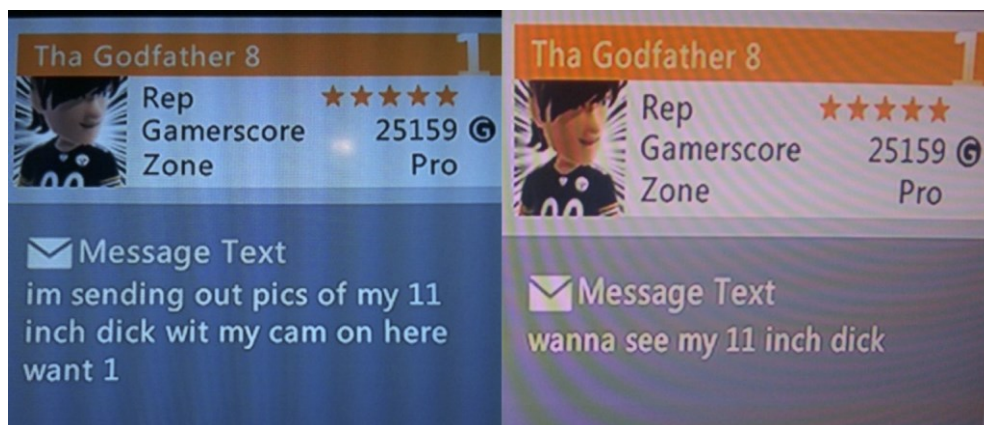 Tha Godfather 8
1
Rep
Gamerscore 25159 G
Zone Pro
Message Text
im sending out pics of my 11
inch dick wit my cam on here
want 1
Tha Godfather 8
1
Rep
Gamerscore 25159 G
Zone Pro
Message Text
wanna see my 11 inch dick